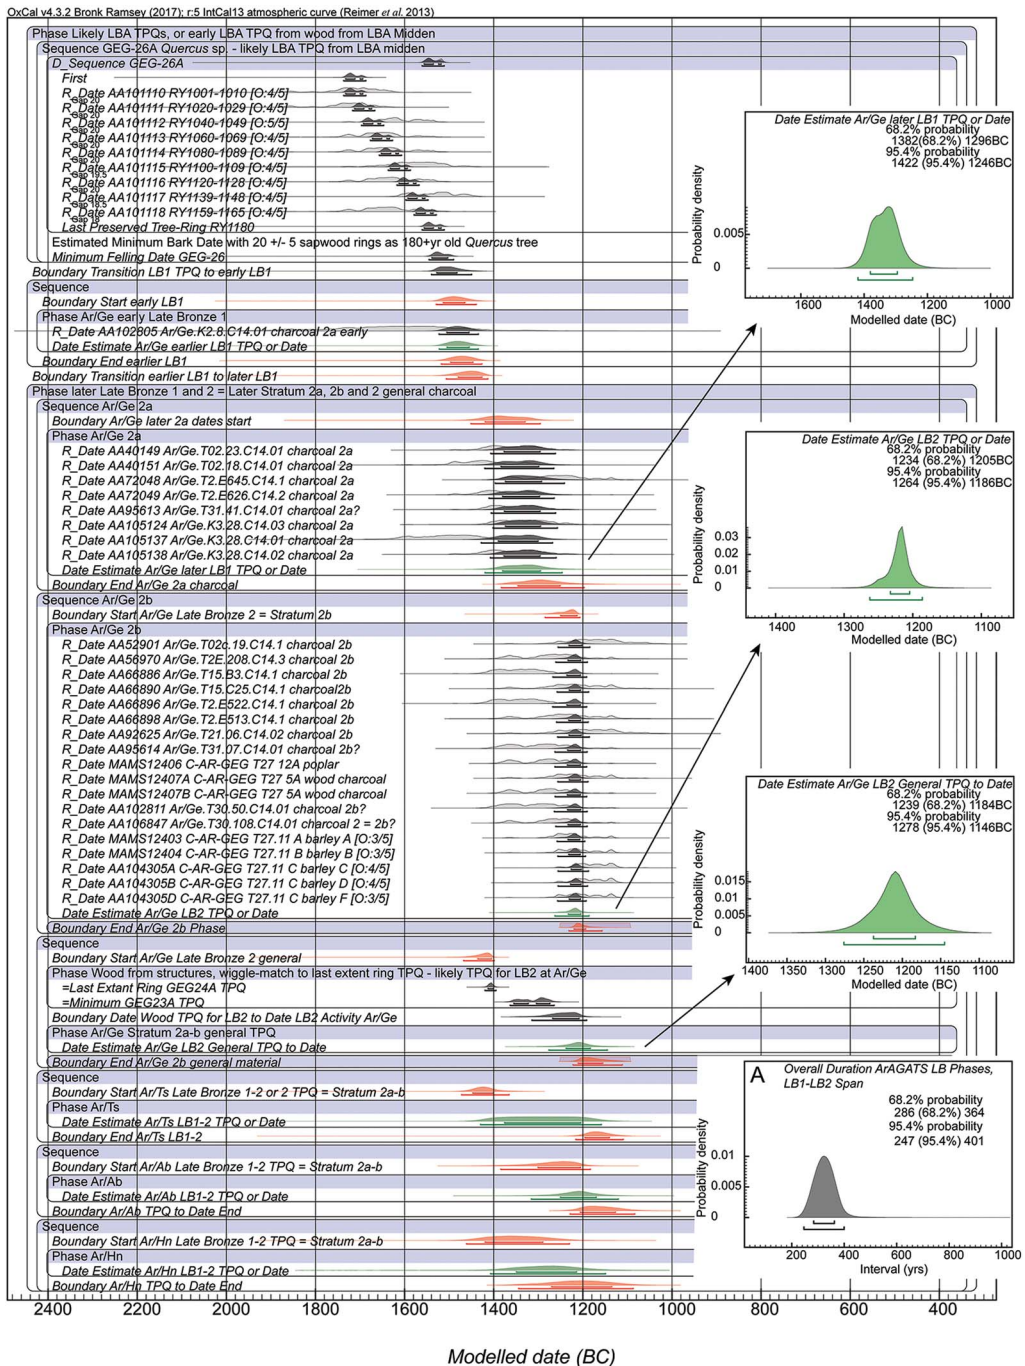 OxCal v4.3.2 Bronk Ramsey (2017); r:5 IntCal13 atmospheric curve (Reimer et al. 2013)
Phase Likely LBA TPQs, or early LBA TPQ from wood from LBA Midden
Sequence GEG-26A Quercus sp. - likely LBA TPQ from LBA midden
D_Sequence GEG-26A
First
R_Date AA101110 RY1001-1010 [O:4/5]
Gap 20
R_Date AA101111 RY1020-1029 [O:4/5]
Gap 20
R_Date AA101112 RY1040-1049 [O:5/5]
Gap 20
R_Date AA101113 RY1060-1069 [O:4/5]
Gap 20
R_Date AA101114 RY1080-1089 [O:4/5]
Gap 20
R_Date AA101115 RY1100-1109 [O:4/5]
Gap 19.5
R_Date AA101116 RY1120-1128 [O:4/5]
Gap 20
R_Date AA101117 RY1139-1148 [O:4/5]
Gap 18.5
R_Date AA101118 RY1159-1165 [O:4/5]
Gap 18
Last Preserved Tree-Ring RY1180
Estimated Minimum Bark Date with 20 +/- 5 sapwood rings as 180+yr old Quercus tree
Minimum Felling Date GEG-26
Boundary Transition LB1 TPQ to early LB1
Sequence
Boundary Start early LB1
Phase Ar/Ge early Late Bronze 1
R_Date AA102805 Ar/Ge.K2.8.C14.01 charcoal 2a early
Date Estimate Ar/Ge earlier LB1 TPQ or Date
Boundary End earlier LB1
Boundary Transition earlier LB1 to later LB1
Phase later Late Bronze 1 and 2 = Later Stratum 2a, 2b and 2 general charcoal
Sequence Ar/Ge 2a
Boundary Ar/Ge later 2a dates start
Phase Ar/Ge 2a
R_Date AA40149 Ar/Ge.T02.23.C14.01 charcoal 2a
R_Date AA40151 Ar/Ge.T02.18.C14.01 charcoal 2a
R_Date AA72048 Ar/Ge.T2.E645.C14.1 charcoal 2a
R_Date AA72049 Ar/Ge.T2.E626.C14.2 charcoal 2a
R_Date AA95613 Ar/Ge.T31.41.C14.01 charcoal 2a?
R_Date AA105124 Ar/Ge.K3.28.C14.03 charcoal 2a
R_Date AA105137 Ar/Ge.K3.28.C14.01 charcoal 2a
R_Date AA105138 Ar/Ge.K3.28.C14.02 charcoal 2a
Date Estimate Ar/Ge later LB1 TPQ or Date
Boundary End Ar/Ge 2a charcoal
Sequence Ar/Ge 2b
Boundary Start Ar/Ge Late Bronze 2 = Stratum 2b
Phase Ar/Ge 2b
R_Date AA52901 Ar/Ge.T02c.19.C14.1 charcoal 2b
R_Date AA56970 Ar/Ge.T2E.208.C14.3 charcoal 2b
R_Date AA66886 Ar/Ge.T15.B3.C14.1 charcoal 2b
R_Date AA66890 Ar/Ge.T15.C25.C14.1 charcoal2b
R_Date AA66896 Ar/Ge.T2.E522.C14.1 charcoal 2b
R_Date AA66898 Ar/Ge.T2.E513.C14.1 charcoal 2b
R_Date AA92625 Ar/Ge.T21.06.C14.02 charcoal 2b
R_Date AA95614 Ar/Ge.T31.07.C14.01 charcoal 2b?
R_Date MAMS12406 C-AR-GEG T27 12A poplar
R_Date MAMS12407A C-AR-GEG T27 5A wood charcoal
R_Date MAMS12407B C-AR-GEG T27 5A wood charcoal
R_Date AA102811 Ar/Ge.T30.50.C14.01 charcoal 2b?
R_Date AA106847 Ar/Ge.T30.108.C14.01 charcoal 2 = 2b?
R_Date MAMS12403 C-AR-GEG T27.11 A barley A [O:3/5]
R_Date MAMS12404 C-AR-GEG T27.11 B barley B [O:3/5]
R_Date AA104305A C-AR-GEG T27.11 C barley C [O:4/5]
R_Date AA104305B C-AR-GEG T27.11 C barley D [O:4/5]
R_Date AA104305D C-AR-GEG T27.11 C barley F [O:3/5]
Date Estimate Ar/Ge LB2 TPQ or Date
Boundary End Ar/Ge 2b Phase
Sequence
Boundary Start Ar/Ge Late Bronze 2 general
Phase Wood from structures, wiggle-match to last extent ring TPQ - likely TPQ for LB2 at Ar/Ge
=Last Extant Ring GEG24A TPQ
=Minimum GEG23A TPQ
Boundary Date Wood TPQ for LB2 to Date LB2 Activity Ar/Ge
Phase Ar/Ge Stratum 2a-b general TPQ
Date Estimate Ar/Ge LB2 General TPQ to Date
Boundary End Ar/Ge 2b general material
Sequence
Boundary Start Ar/Ts Late Bronze 1-2 or 2 TPQ = Stratum 2a-b
Phase Ar/Ts
Date Estimate Ar/Ts LB1-2 TPQ or Date
Boundary End Ar/Ts LB1-2
Sequence
Boundary Start Ar/Ab Late Bronze 1-2 TPQ = Stratum 2a-b
Phase Ar/Ab
Date Estimate Ar/Ab LB1-2 TPQ or Date
Boundary Ar/Ab TPQ to Date End
Sequence
Boundary Start Ar/Hn Late Bronze 1-2 TPQ = Stratum 2a-b
Phase Ar/Hn
Date Estimate Ar/Hn LB1-2 TPQ or Date
Boundary Ar/Hn TPQ to Date End
2400 2200 2000 1800 1600 1400 1200 1000 800 600 400
Modelled date (BC)
Date Estimate Ar/Ge later LB1 TPQ or Date
68.2% probability
1382(68.2%) 1296BC
95.4% probability
1422 (95.4%) 1246BC
Probability density
0.005
0
1600 1400 1200 1000
Modelled date (BC)
Date Estimate Ar/Ge LB2 TPQ or Date
68.2% probability
1234 (68.2%) 1205BC
95.4% probability
1264 (95.4%) 1186BC
Probability density
0.03
0.02
0.01
0
1400 1300 1200 1100
Modelled date (BC)
Date Estimate Ar/Ge LB2 General TPQ to Date
68.2% probability
1239 (68.2%) 1184BC
95.4% probability
1278 (95.4%) 1146BC
Probability density
0.015
0.01
0.005
0
1400 1350 1300 1250 1200 1150 1100
Modelled date (BC)
A
Overall Duration ArAGATS LB Phases,
LB1-LB2 Span
68.2% probability
286 (68.2%) 364
95.4% probability
247 (95.4%) 401
Probability density
0.010
0.005
0
200 400 600 800 1000
Interval (yrs)